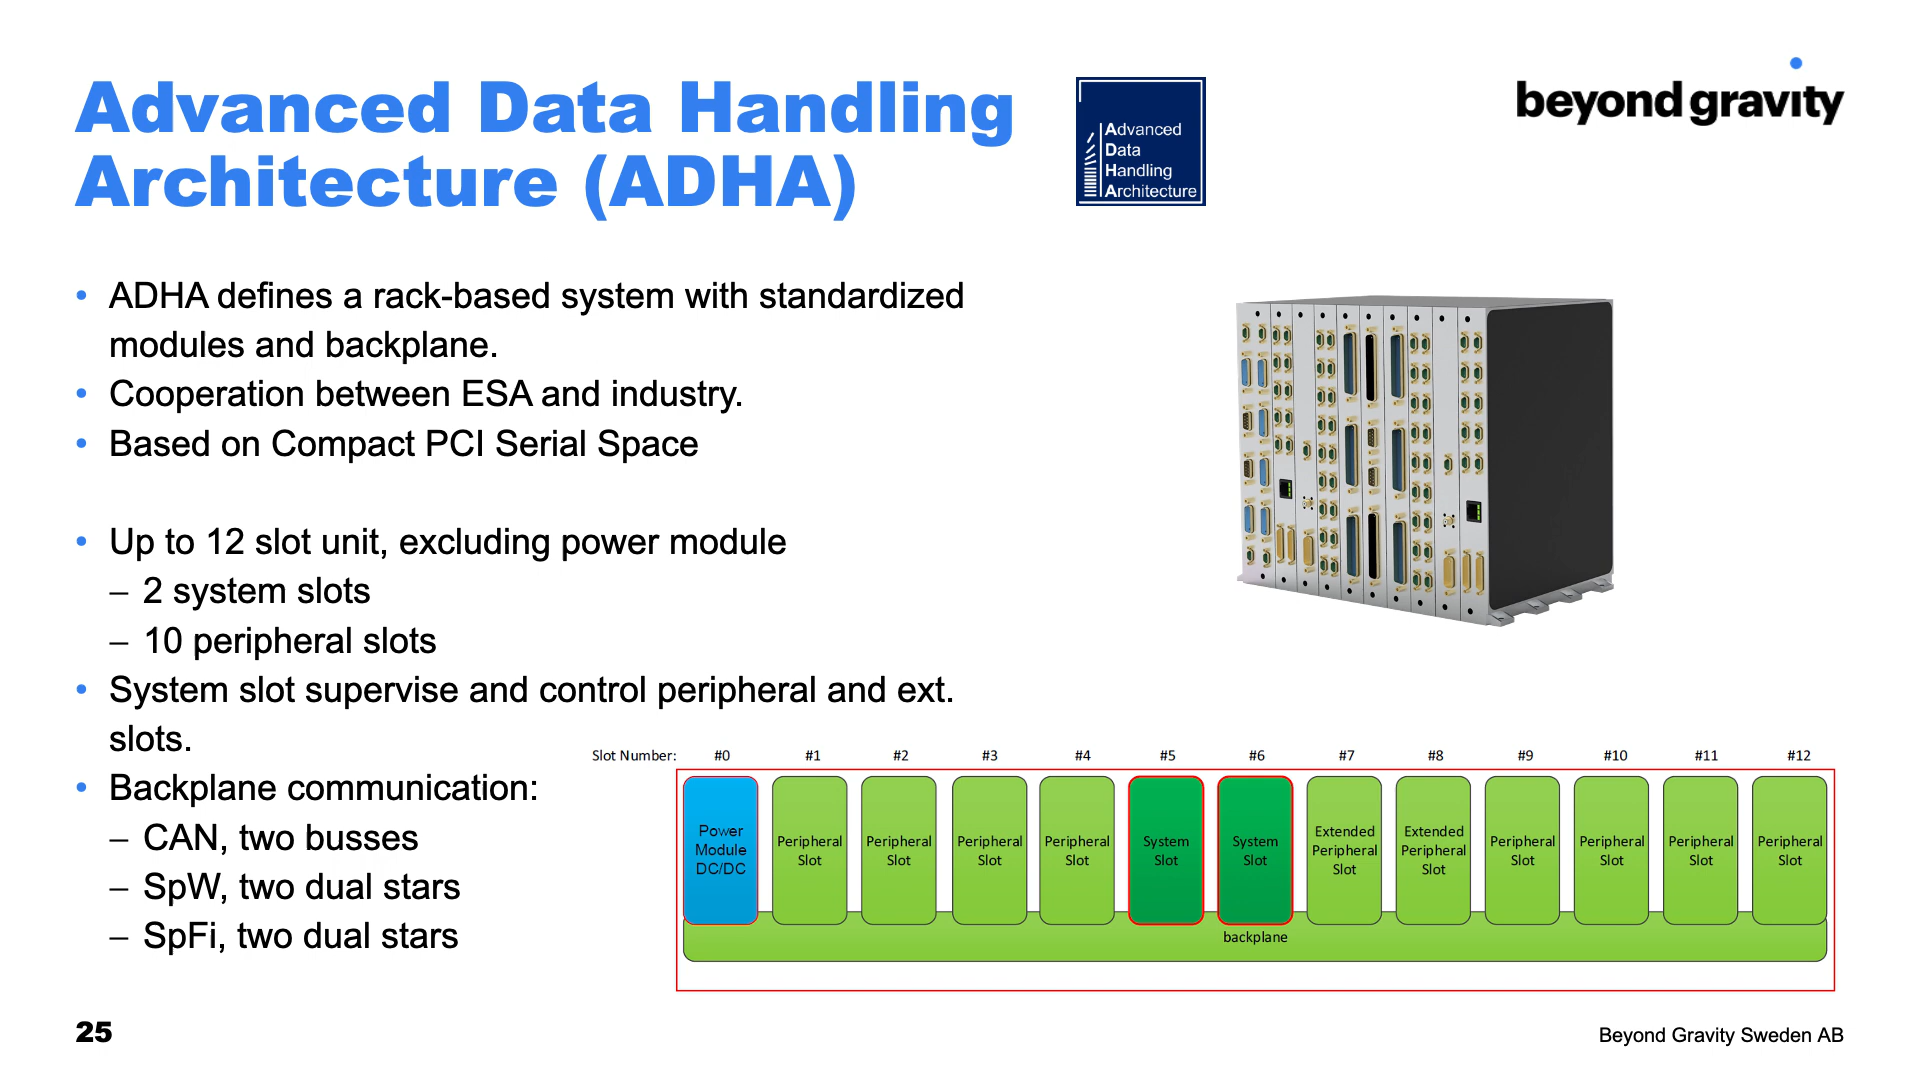 Advanced Data Handling
Architecture (ADHA)
Advanced
Data
Handling
Architecture
beyond gravity
• ADHA defines a rack-based system with standardized
modules and backplane.
• Cooperation between ESA and industry.
• Based on Compact PCI Serial Space
• Up to 12 slot unit, excluding power module
– 2 system slots
– 10 peripheral slots
• System slot supervise and control peripheral and ext.
slots.
• Backplane communication:
– CAN, two busses
– SpW, two dual stars
– SpFi, two dual stars
Slot Number: #0 #1 #2 #3 #4 #5 #6 #7 #8 #9 #10 #11 #12
Power
Module
DC/DC
Peripheral
Slot
Peripheral
Slot
Peripheral
Slot
Peripheral
Slot
System
Slot
System
Slot
Extended
Peripheral
Slot
Extended
Peripheral
Slot
Peripheral
Slot
Peripheral
Slot
Peripheral
Slot
Peripheral
Slot
backplane
25
Beyond Gravity Sweden AB